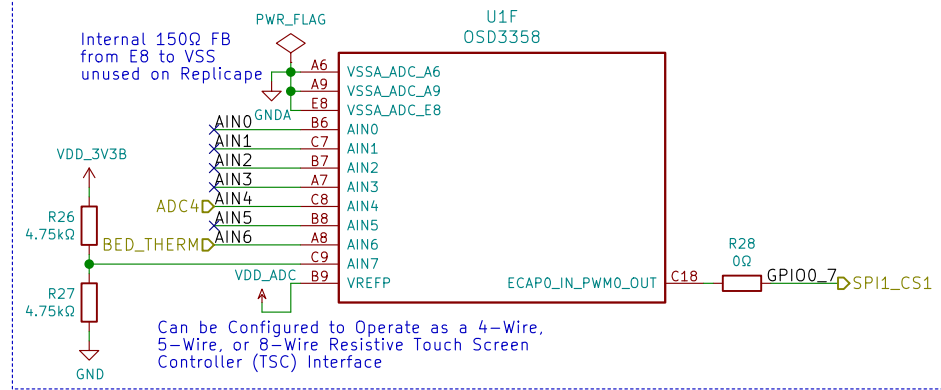 U1F
OSD3358
PWR_FLAG
Internal 150Ω FB
from E8 to VSS
unused on Replicape
GNDA
A6 VSSA_ADC_A6
A9 VSSA_ADC_A9
E8 VSSA_ADC_E8
AIN0 B6 AIN0
AIN1 C7 AIN1
AIN2 B7 AIN2
AIN3 A7 AIN3
ADC4 AIN4 C8 AIN4
AIN5 B8 AIN5
BED_THERM AIN6 A8 AIN6
C9 AIN7
VDD_ADC B9 VREFP
VDD_3V3B
R26
4.75kΩ
R27
4.75kΩ
GND
ECAP0_IN_PWM0_OUT C18
R28
0Ω
GPIO0_7 SPI1_CS1
Can be Configured to Operate as a 4-Wire,
5-Wire, or 8-Wire Resistive Touch Screen
Controller (TSC) Interface